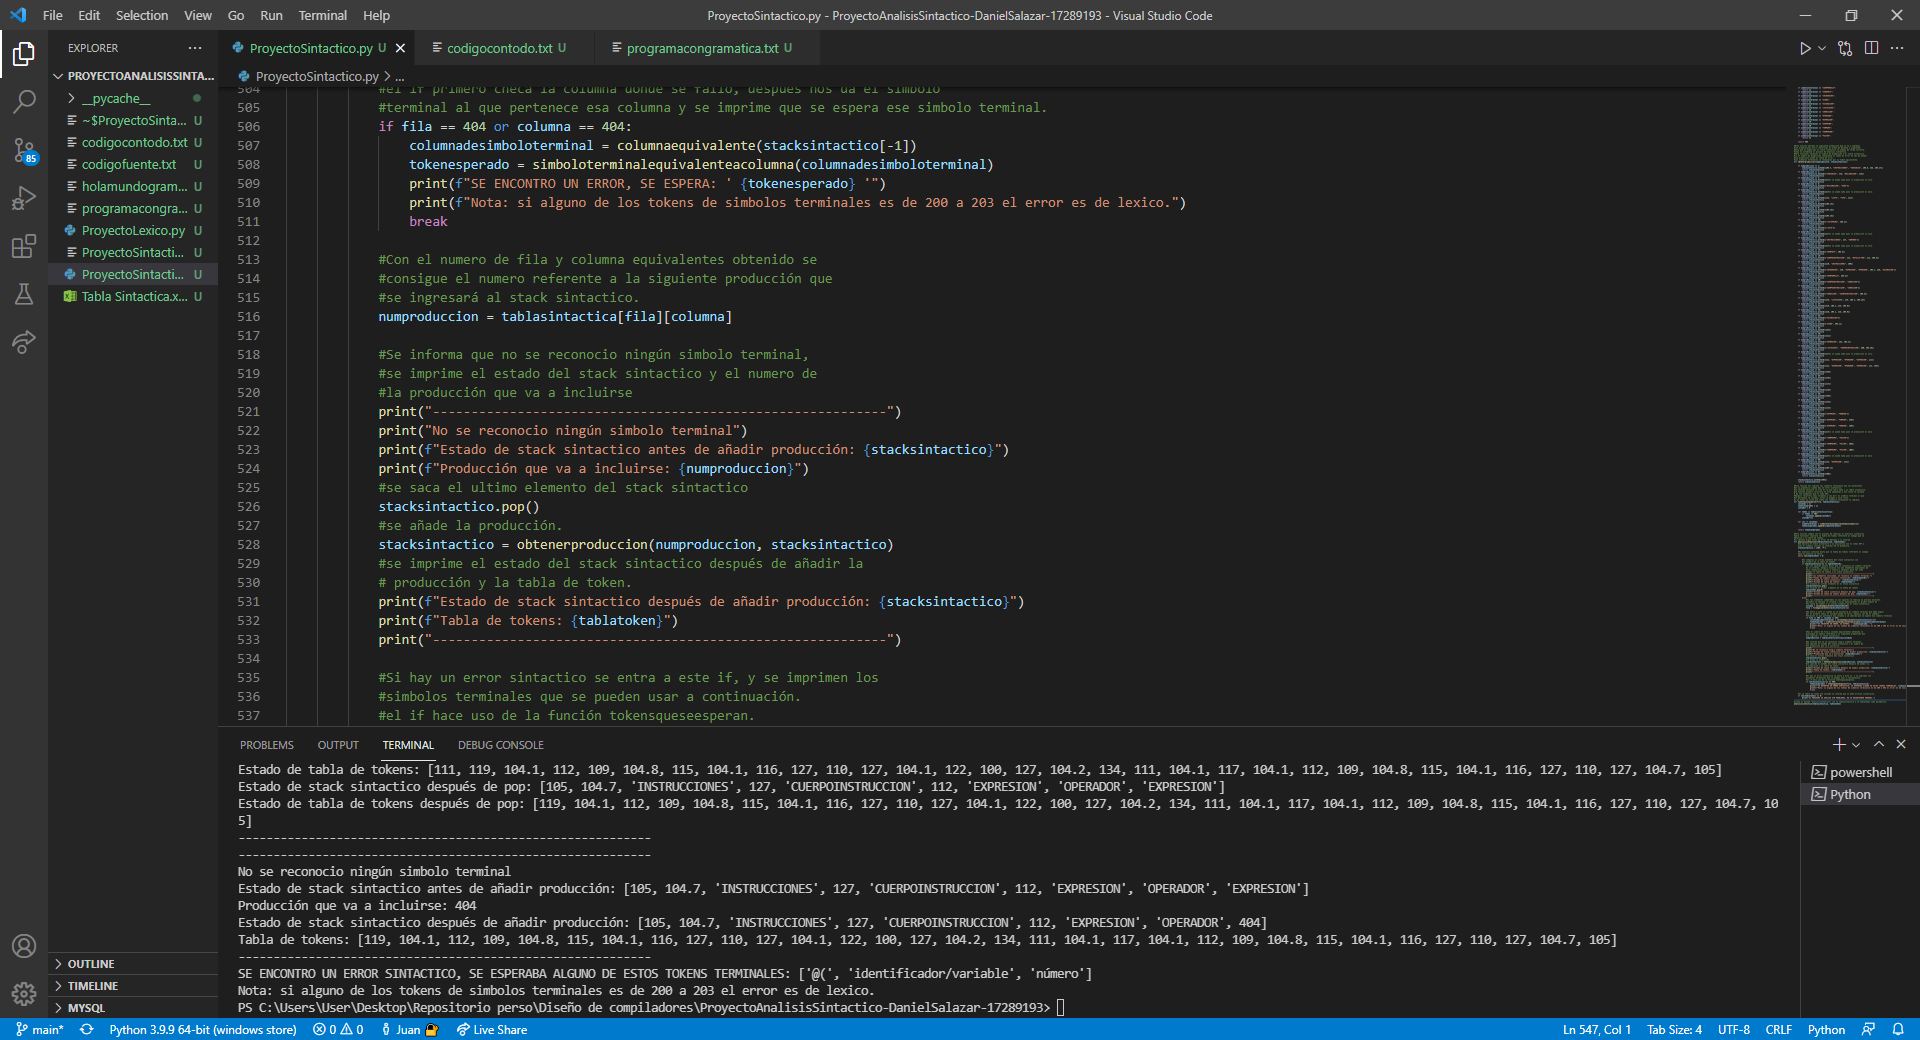 File Edit Selection View Go Run Terminal Help
ProyectoSintactico.py - ProyectoAnalisisSintactico-DanielSalazar-17289193 - Visual Studio Code
EXPLORER
PROYECTOANALISISSINTA...
__pycache__
~$ProyectoSinta... U
codigocontodo.txt U
codigofuente.txt U
holamundogram... U
programacongra... U
ProyectoLexico.py U
ProyectoSintacti... U
ProyectoSintacti... U
Tabla Sintactica.x... U
85
OUTLINE
TIMELINE
MYSQL
ProyectoSintactico.py U
codigocontodo.txt U
programacongramatica.txt U
ProyectoSintactico.py > ...
504 #el if primero checa la columna donde se fallo, después nos da el simbolo
505 #terminal al que pertenece esa columna y se imprime que se espera ese simbolo terminal.
506 if fila == 404 or columna == 404:
507 columnadesimboloterminal = columnaequivalente(stacksintactico[-1])
508 tokenesperado = simboloterminalequivalenteacolumna(columnadesimboloterminal)
509 print(f"SE ENCONTRO UN ERROR, SE ESPERA: ' {tokenesperado} '")
510 print(f"Nota: si alguno de los tokens de simbolos terminales es de 200 a 203 el error es de lexico.")
511 break
512
513 #Con el numero de fila y columna equivalentes obtenido se
514 #consigue el numero referente a la siguiente producción que
515 #se ingresará al stack sintactico.
516 numproduccion = tablasintactica[fila][columna]
517
518 #Se informa que no se reconocio ningún simbolo terminal,
519 #se imprime el estado del stack sintactico y el numero de
520 #la producción que va a incluirse
521 print("-----------------------------------------------------------")
522 print("No se reconocio ningún simbolo terminal")
523 print(f"Estado de stack sintactico antes de añadir producción: {stacksintactico}")
524 print(f"Producción que va a incluirse: {numproduccion}")
525 #se saca el ultimo elemento del stack sintactico
526 stacksintactico.pop()
527 #se añade la producción.
528 stacksintactico = obtenerproduccion(numproduccion, stacksintactico)
529 #se imprime el estado del stack sintactico después de añadir la
530 # producción y la tabla de token.
531 print(f"Estado de stack sintactico después de añadir producción: {stacksintactico}")
532 print(f"Tabla de tokens: {tablatoken}")
533 print("-----------------------------------------------------------")
534
535 #Si hay un error sintactico se entra a este if, y se imprimen los
536 #simbolos terminales que se pueden usar a continuación.
537 #el if hace uso de la función tokensqueseesperan.
PROBLEMS OUTPUT TERMINAL DEBUG CONSOLE
Estado de tabla de tokens: [111, 119, 104.1, 112, 109, 104.8, 115, 104.1, 116, 127, 110, 127, 104.1, 122, 100, 127, 104.2, 134, 111, 104.1, 117, 104.1, 112, 109, 104.8, 115, 104.1, 116, 127, 110, 127, 104.7, 105]
Estado de stack sintactico después de pop: [105, 104.7, 'INSTRUCCIONES', 127, 'CUERPOINSTRUCCION', 112, 'EXPRESION', 'OPERADOR', 'EXPRESION']
Estado de tabla de tokens después de pop: [119, 104.1, 112, 109, 104.8, 115, 104.1, 116, 127, 110, 127, 104.1, 122, 100, 127, 104.2, 134, 111, 104.1, 117, 104.1, 112, 109, 104.8, 115, 104.1, 116, 127, 110, 127, 104.7, 10
5]
-----------------------------------------------------------
-----------------------------------------------------------
No se reconocio ningún simbolo terminal
Estado de stack sintactico antes de añadir producción: [105, 104.7, 'INSTRUCCIONES', 127, 'CUERPOINSTRUCCION', 112, 'EXPRESION', 'OPERADOR', 'EXPRESION']
Producción que va a incluirse: 404
Estado de stack sintactico después de añadir producción: [105, 104.7, 'INSTRUCCIONES', 127, 'CUERPOINSTRUCCION', 112, 'EXPRESION', 'OPERADOR', 404]
Tabla de tokens: [119, 104.1, 112, 109, 104.8, 115, 104.1, 116, 127, 110, 127, 104.1, 122, 100, 127, 104.2, 134, 111, 104.1, 117, 104.1, 112, 109, 104.8, 115, 104.1, 116, 127, 110, 127, 104.7, 105]
-----------------------------------------------------------
SE ENCONTRO UN ERROR SINTACTICO, SE ESPERABA ALGUNO DE ESTOS TOKENS TERMINALES: ['@(', 'identificador/variable', 'número']
Nota: si alguno de los tokens de simbolos terminales es de 200 a 203 el error es de lexico.
PS C:\Users\User\Desktop\Repositorio perso\Diseño de compiladores\ProyectoAnalisisSintactico-DanielSalazar-17289193>
powershell
Python
main* Python 3.9.9 64-bit (windows store) 0 0 Juan Live Share
Ln 547, Col 1 Tab Size: 4 UTF-8 CRLF Python